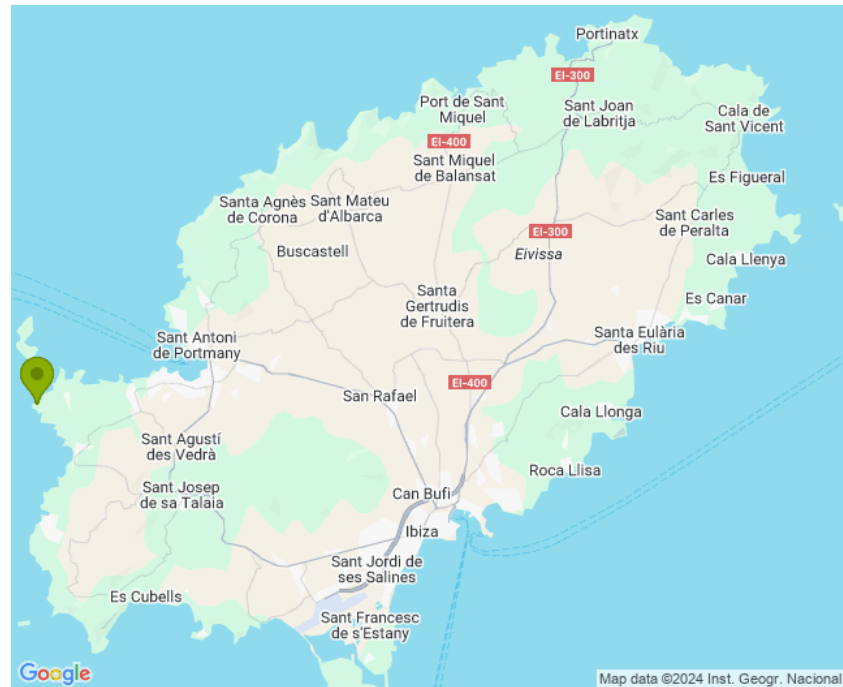 Portinatx
EI-300
Port de Sant
Miquel
Sant Joan
de Labritja
Cala de
Sant Vicent
EI-400
Sant Miquel
de Balansat
Es Figueral
Santa Agnès
de Corona
Sant Mateu
d'Albarca
Sant Carles
de Peralta
EI-300
Buscastell
Eivissa
Cala Llenya
Santa
Gertrudis
de Fruitera
Es Canar
Sant Antoni
de Portmany
Santa Eulària
des Riu
EI-400
San Rafael
Cala Llonga
Sant Agustí
des Vedrà
Roca Llisa
Sant Josep
de sa Talaia
Can Bufi
Ibiza
Sant Jordi de
ses Salines
Es Cubells
Sant Francesc
de s'Estany
Google
Map data ©2024 Inst. Geogr. Nacional